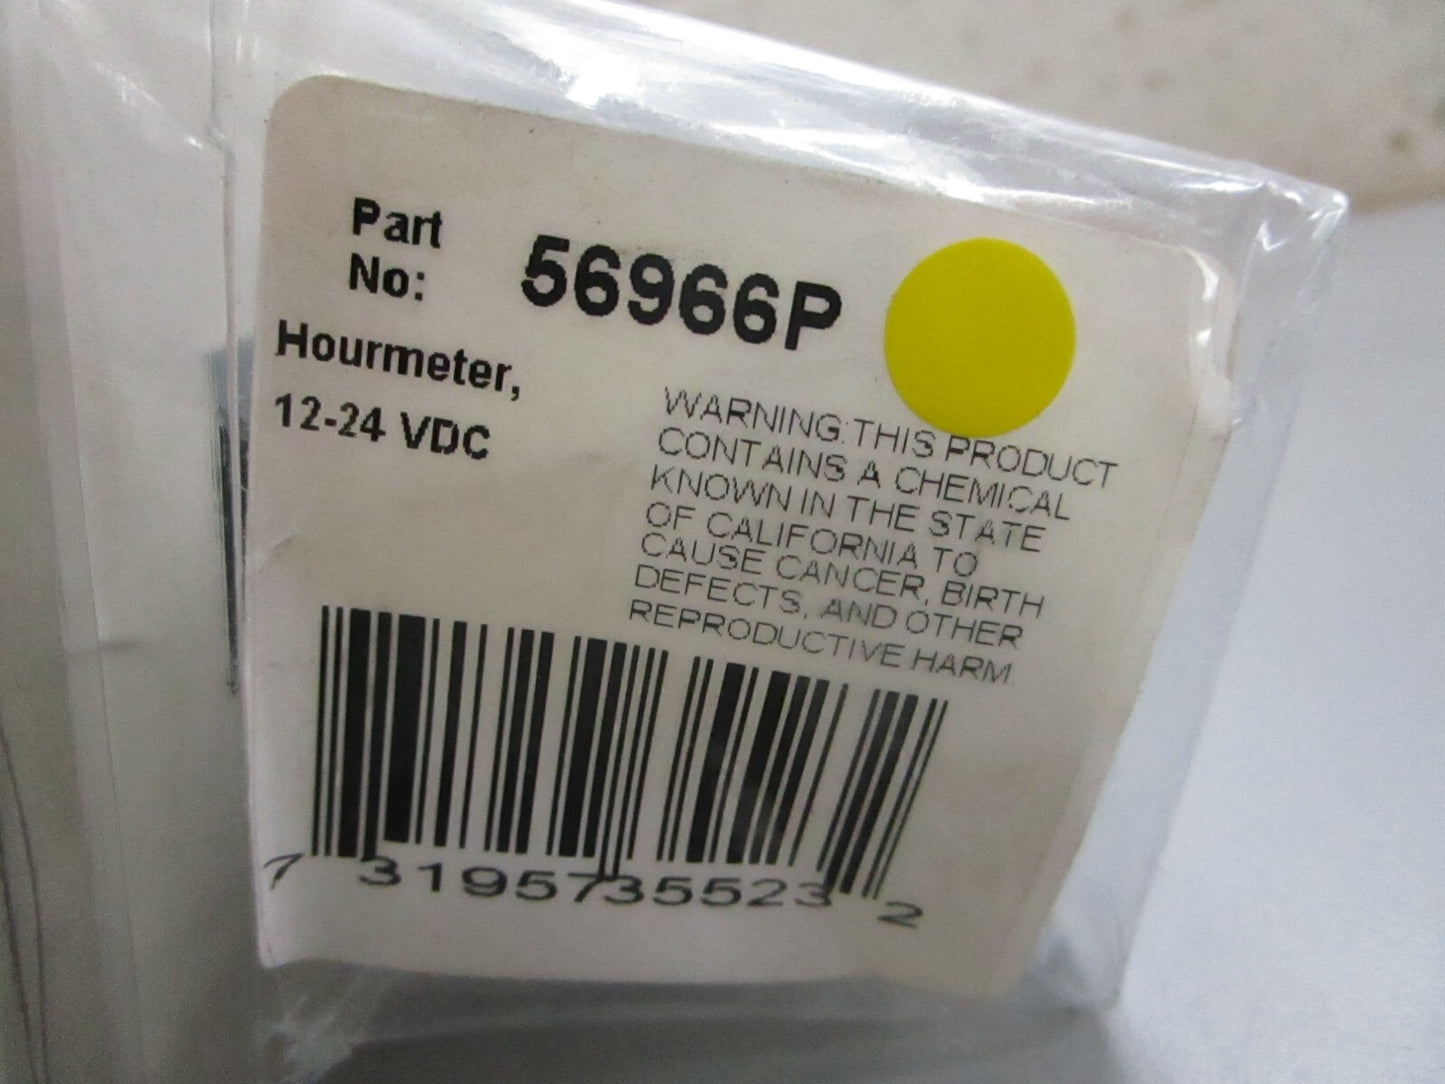 Part
No:
56966P
Hourmeter,
12-24 VDC
WARNING:THIS PRODUCT
CONTAINS A CHEMICAL
KNOWN IN THE STATE
OF CALIFORNIA TO
CAUSE CANCER, BIRTH
DEFECTS, AND OTHER
REPRODUCTIVE HARM.
7 31957 35523 2